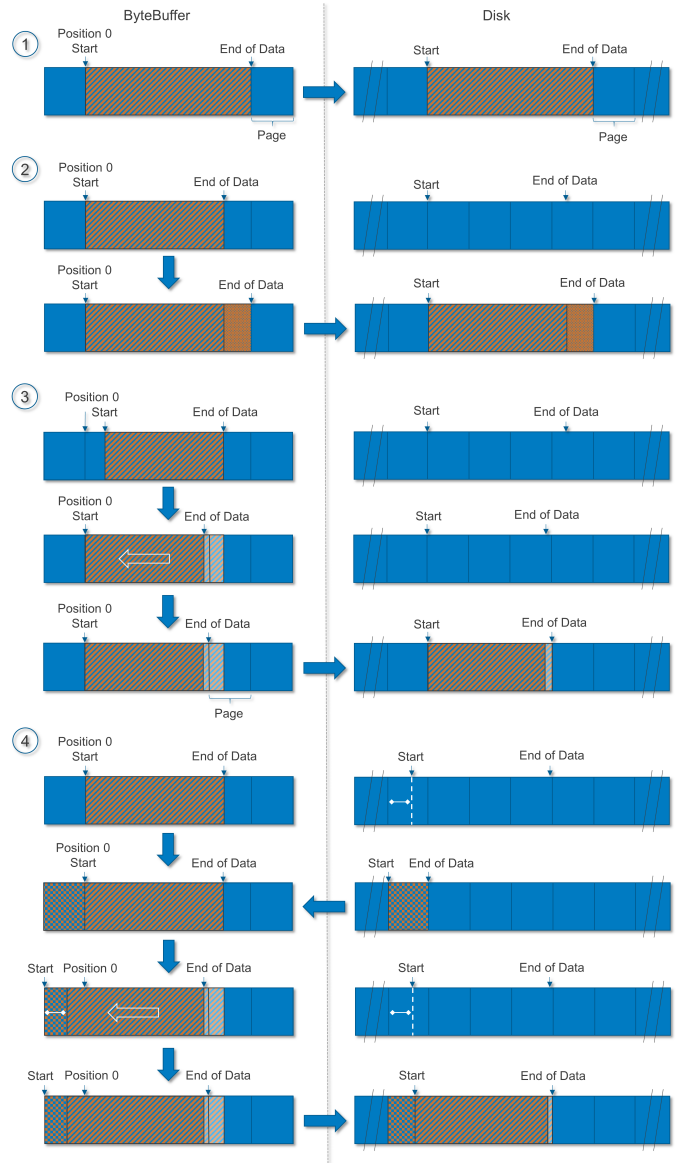 ByteBuffer
Disk
1
Position 0
Start
End of Data
Page
Start
End of Data
Page
2
Position 0
Start
End of Data
Start
End of Data
Position 0
Start
End of Data
Start
End of Data
3
Position 0
Start
End of Data
Start
End of Data
Position 0
Start
End of Data
Start
End of Data
Position 0
Start
End of Data
Page
Start
End of Data
4
Position 0
Start
End of Data
Start
End of Data
Position 0
Start
End of Data
Start
End of Data
Start
Position 0
End of Data
Start
End of Data
Start
Position 0
End of Data
Start
End of Data